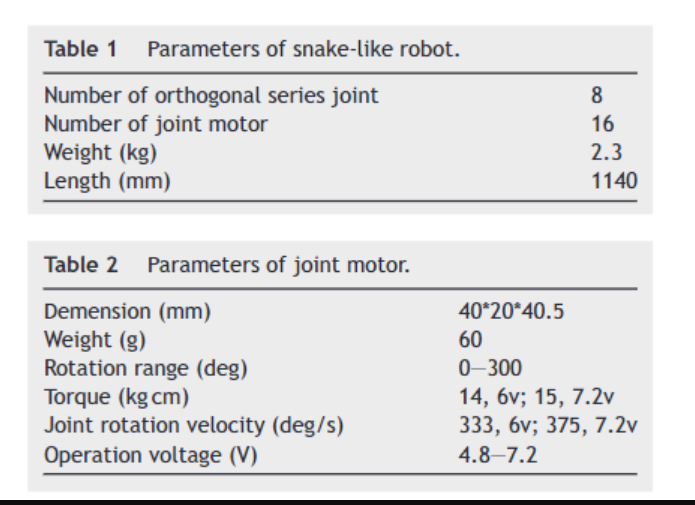 Table 1 Parameters of snake-like robot.
Number of orthogonal series joint 8
Number of joint motor 16
Weight (kg) 2.3
Length (mm) 1140
Table 2 Parameters of joint motor.
Demension (mm) 40*20*40.5
Weight (g) 60
Rotation range (deg) 0–300
Torque (kg cm) 14, 6v; 15, 7.2v
Joint rotation velocity (deg/s) 333, 6v; 375, 7.2v
Operation voltage (V) 4.8–7.2